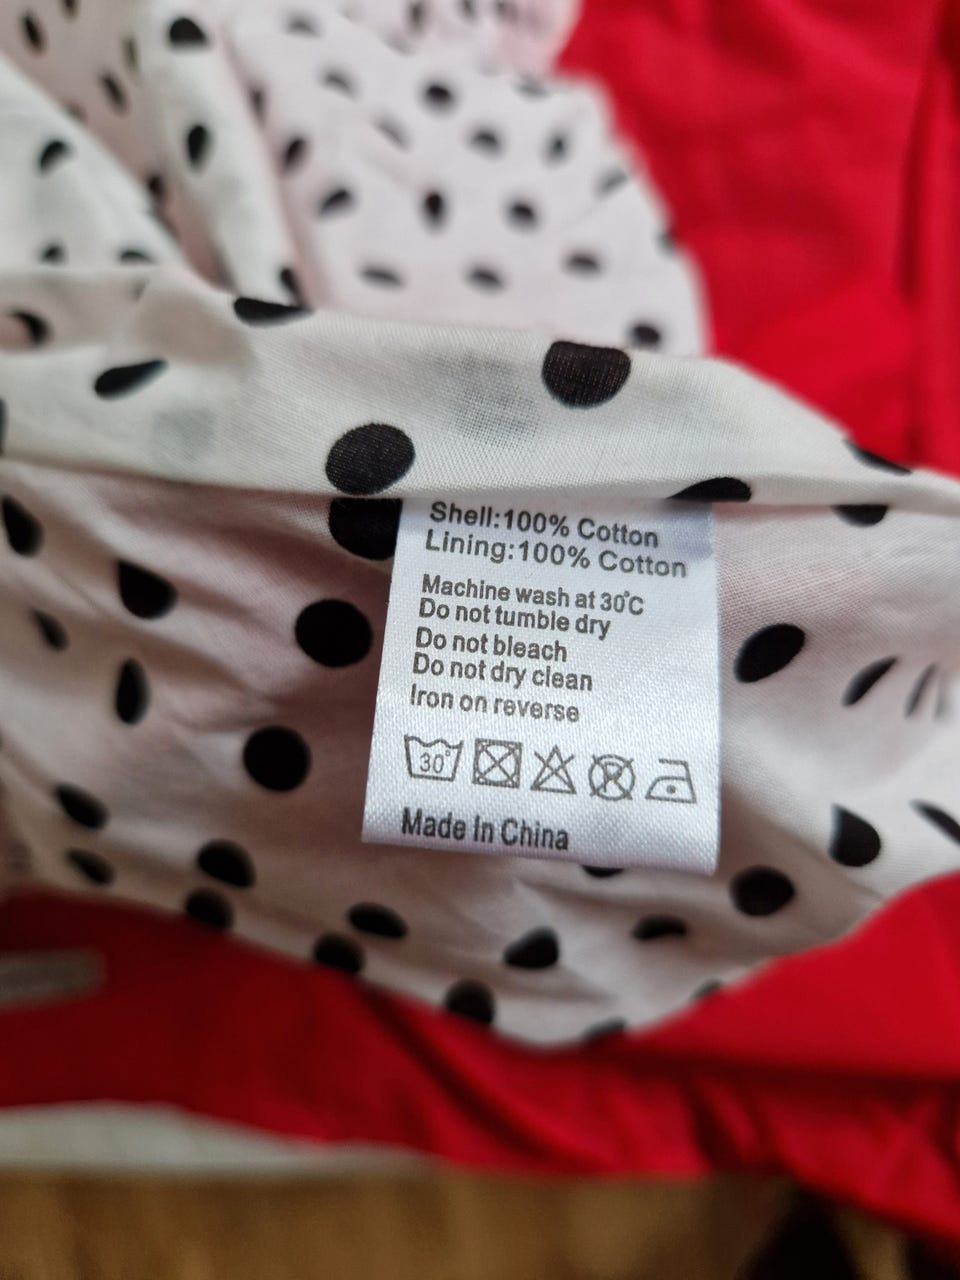 Shell:100% Cotton
Lining:100% Cotton
Machine wash at 30°C
Do not tumble dry
Do not bleach
Do not dry clean
Iron on reverse
30°
Made In China